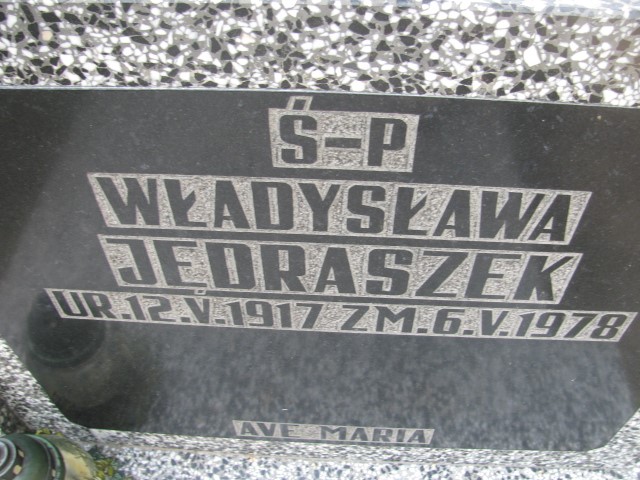 Ś-P
WŁADYSŁAWA
JĘDRASZEK
UR.12.V.1917 ZM.6.V.1978
AVE MARIA